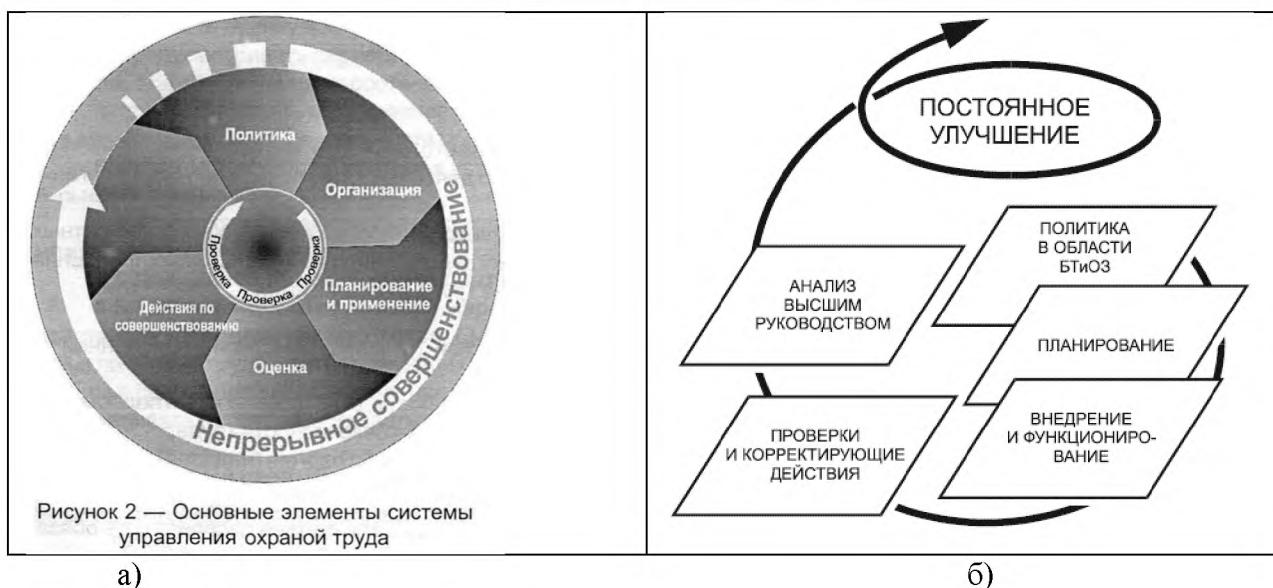 Политика
Организация
Планирование
и применение
Оценка
Действия по
совершенствованию
Проверка
Проверка
Проверка
Непрерывное совершенствование
Рисунок 2 — Основные элементы системы
управления охраной труда
а)
ПОСТОЯННОЕ
УЛУЧШЕНИЕ
ПОЛИТИКА
В ОБЛАСТИ
БТиОЗ
ПЛАНИРОВАНИЕ
ВНЕДРЕНИЕ
И ФУНКЦИОНИРО-
ВАНИЕ
ПРОВЕРКИ
И КОРРЕКТИРУЮЩИЕ
ДЕЙСТВИЯ
АНАЛИЗ
ВЫСШИМ
РУКОВОДСТВОМ
б)